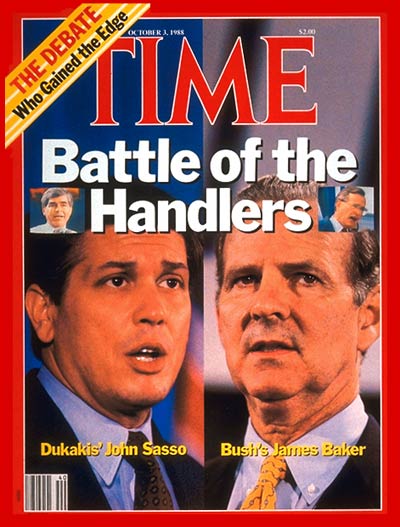 THE DEBATE
Who Gained the Edge
OCTOBER 3, 1988
$2.00
TIME
Battle of the
Handlers
Dukakis' John Sasso
Bush's James Baker
40